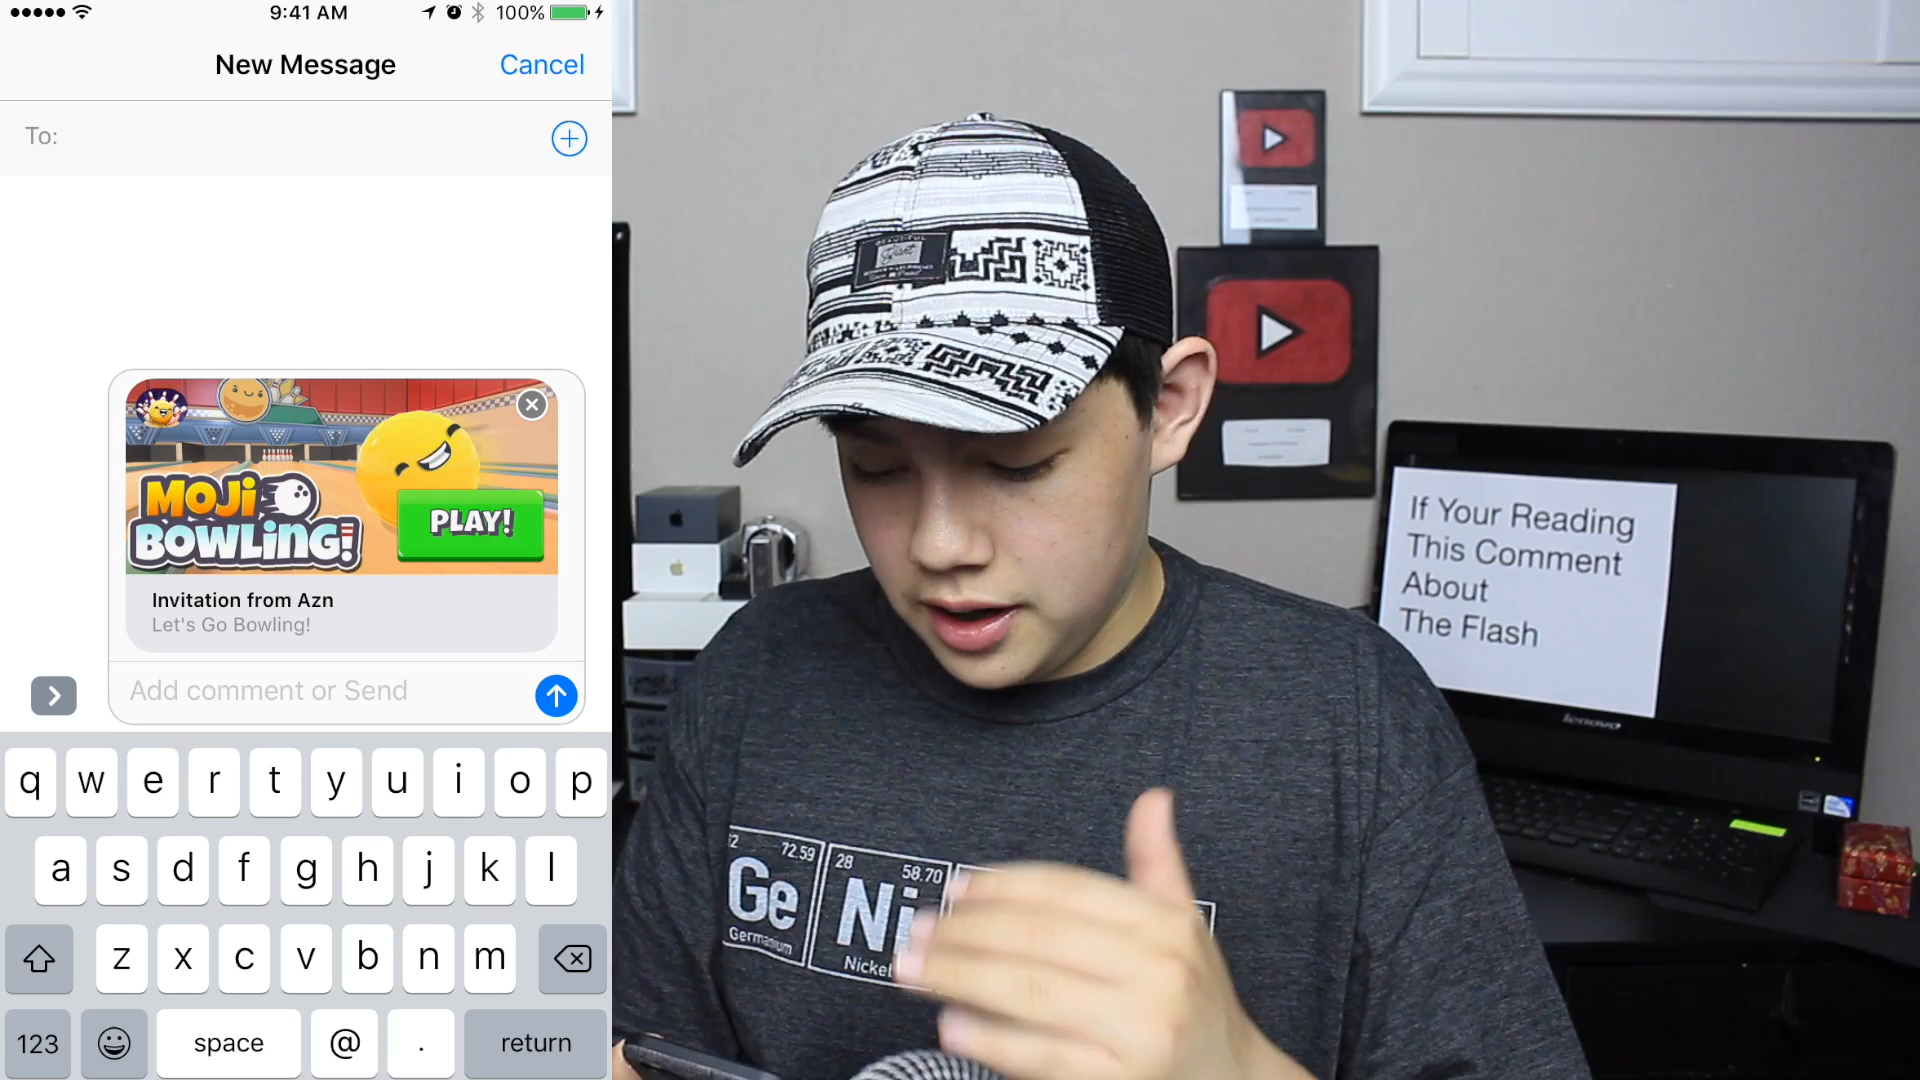 9:41 AM
100%
New Message
Cancel
To:
MOJI
BOWLING!
PLAY!
Invitation from Azn
Let's Go Bowling!
Add comment or Send
q w e r t y u i o p
a s d f g h j k l
z x c v b n m
123
space
@
.
return
If Your Reading
This Comment
About
The Flash
lenovo
72.59
Ge
Germanium
28
58.70
Ni
Nickel